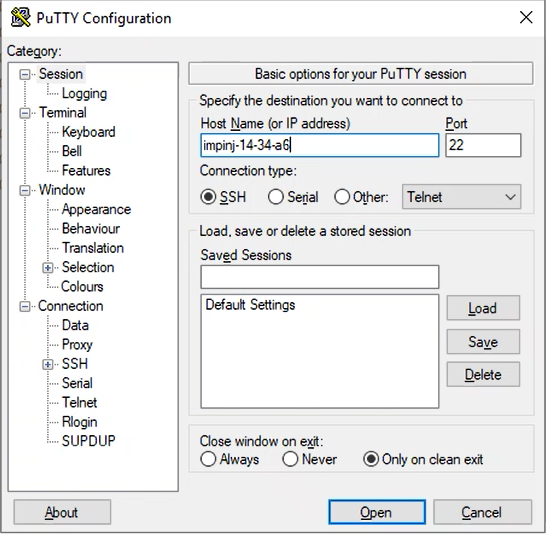 PuTTY Configuration
Category:
Session
Logging
Terminal
Keyboard
Bell
Features
Window
Appearance
Behaviour
Translation
Selection
Colours
Connection
Data
Proxy
SSH
Serial
Telnet
Rlogin
SUPDUP
Basic options for your PuTTY session
Specify the destination you want to connect to
Host Name (or IP address) Port
impinj-14-34-a6 22
Connection type:
SSH Serial Other: Telnet
Load, save or delete a stored session
Saved Sessions
Default Settings
Load
Save
Delete
Close window on exit:
Always Never Only on clean exit
About Open Cancel